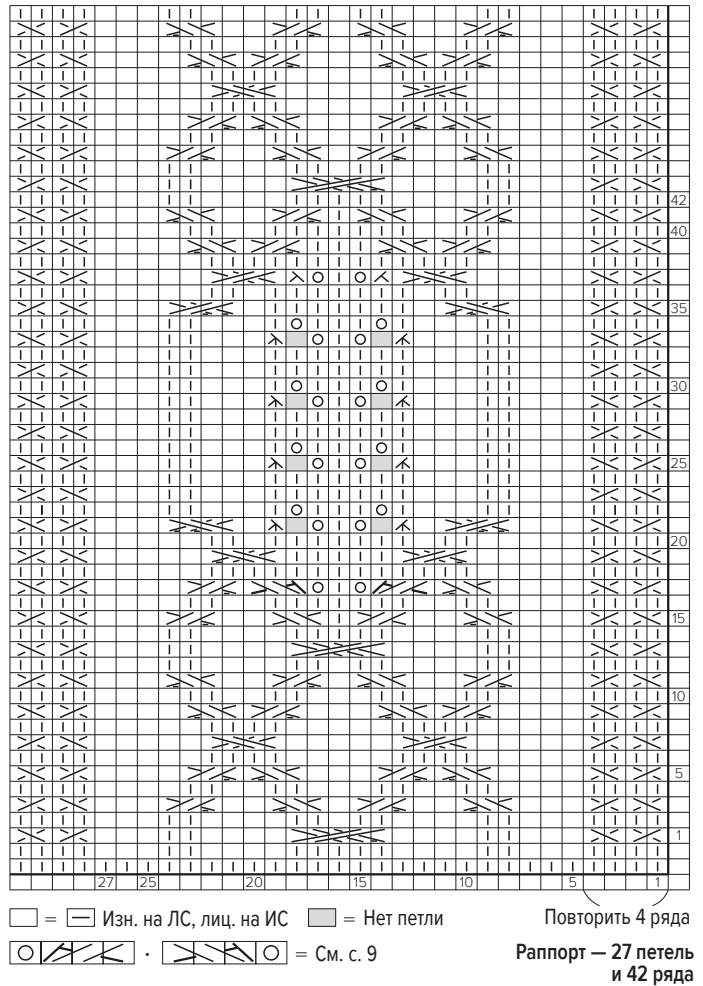 42
40
35
30
25
20
15
10
5
1
27 25 20 15 10 5 1
= Изн. на ЛС, лиц. на ИС = Нет петли
Повторить 4 ряда
· = См. с. 9
Раппорт — 27 петель
и 42 ряда